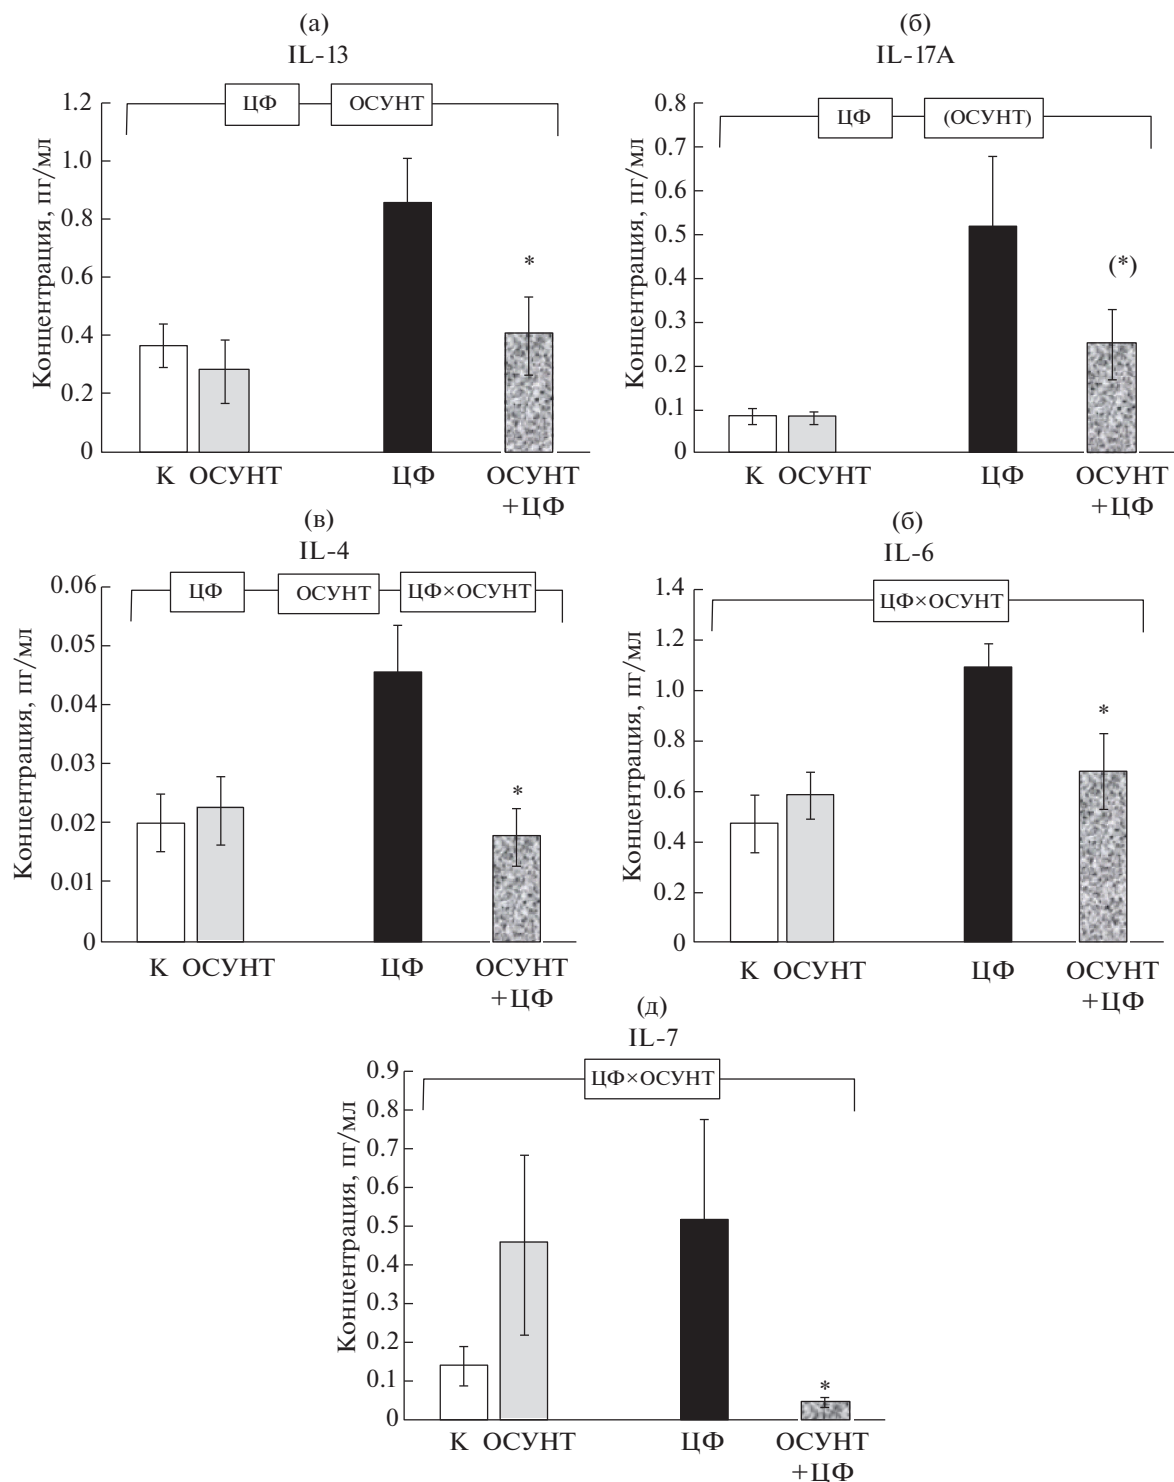 (а)
IL-13
ЦФ
ОСУНТ
Концентрация, пг/мл
1.2
1.0
0.8
0.6
0.4
0.2
0
*
К ОСУНТ
ЦФ
ОСУНТ
+ЦФ
(б)
IL-17A
ЦФ
(ОСУНТ)
Концентрация, пг/мл
0.8
0.7
0.6
0.5
0.4
0.3
0.2
0.1
0
(*)
К ОСУНТ
ЦФ
ОСУНТ
+ЦФ
(в)
IL-4
ЦФ
ОСУНТ
ЦФ×ОСУНТ
Концентрация, пг/мл
0.06
0.05
0.04
0.03
0.02
0.01
0
*
К ОСУНТ
ЦФ
ОСУНТ
+ЦФ
(б)
IL-6
ЦФ×ОСУНТ
Концентрация, пг/мл
1.4
1.2
1.0
0.8
0.6
0.4
0.2
0
*
К ОСУНТ
ЦФ
ОСУНТ
+ЦФ
(д)
IL-7
ЦФ×ОСУНТ
Концентрация, пг/мл
0.9
0.8
0.7
0.6
0.5
0.4
0.3
0.2
0.1
0
*
К ОСУНТ
ЦФ
ОСУНТ
+ЦФ